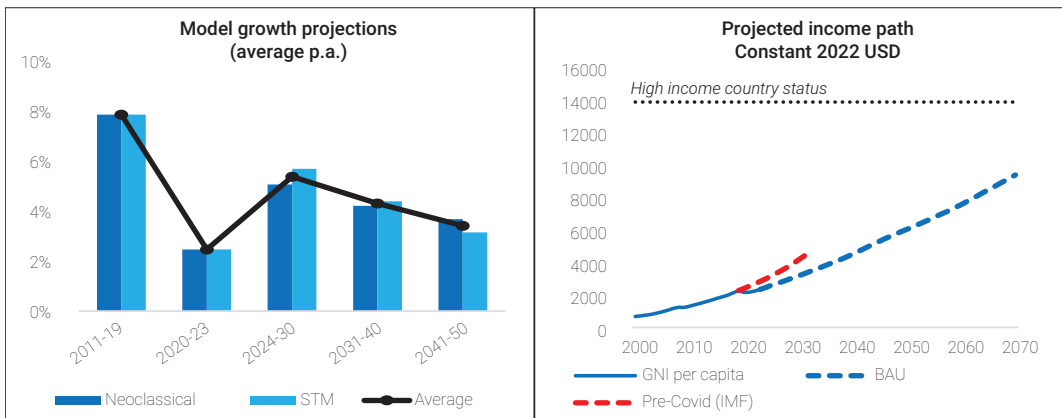 Model growth projections
(average p.a.)
10%
8%
6%
4%
2%
0%
2011-19
2020-23
2024-30
2031-40
2041-50
Neoclassical
STM
Average
Projected income path
Constant 2022 USD
16000
High income country status
14000
12000
10000
8000
6000
4000
2000
0
2000 2010 2020 2030 2040 2050 2060 2070
GNI per capita
BAU
Pre-Covid (IMF)